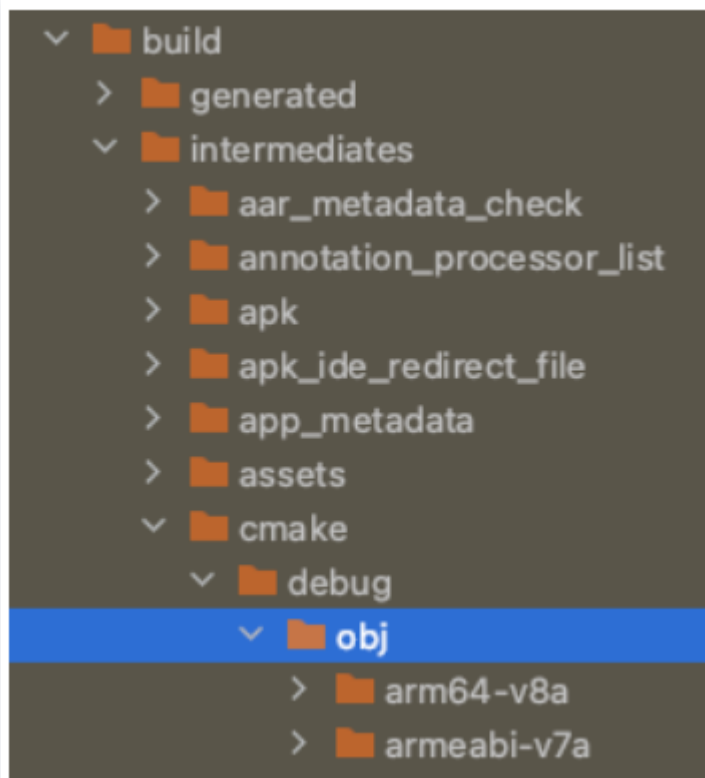 build
generated
intermediates
aar_metadata_check
annotation_processor_list
apk
apk_ide_redirect_file
app_metadata
assets
cmake
debug
obj
arm64-v8a
armeabi-v7a